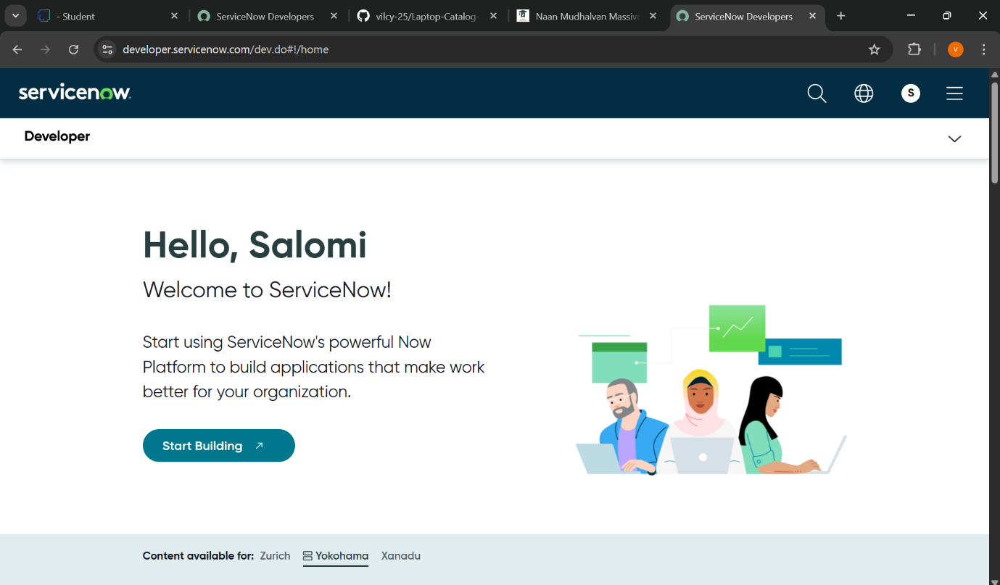 - Student
ServiceNow Developers
vilcy-25/Laptop-Catalog-
Naan Mudhalvan Massive
ServiceNow Developers
developer.servicenow.com/dev.do#!/home
V
servicenow
S
Developer
Hello, Salomi
Welcome to ServiceNow!
Start using ServiceNow's powerful Now
Platform to build applications that make work
better for your organization.
Start Building
Content available for: Zurich Yokohama Xanadu